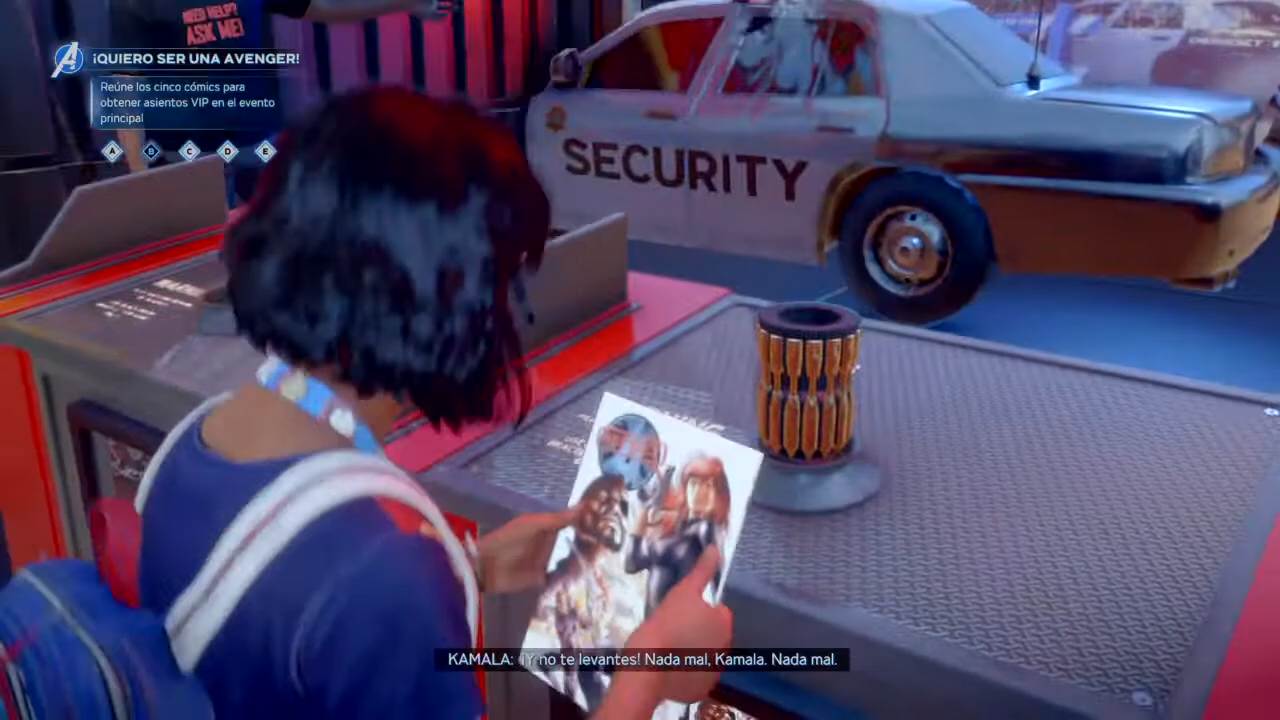 NEED HELP?
ASK ME!
¡QUIERO SER UNA AVENGER!
Reúne los cinco cómics para
obtener asientos VIP en el evento
principal
A B C D E
SECURITY
KAMALA: ¡Y no te levantes! Nada mal, Kamala. Nada mal.